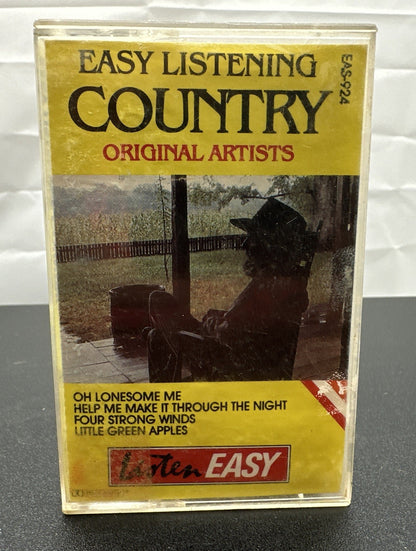 EASY LISTENING
COUNTRY
ORIGINAL ARTISTS
EAS-924
OH LONESOME ME
HELP ME MAKE IT THROUGH THE NIGHT
FOUR STRONG WINDS
LITTLE GREEN APPLES
Listen EASY